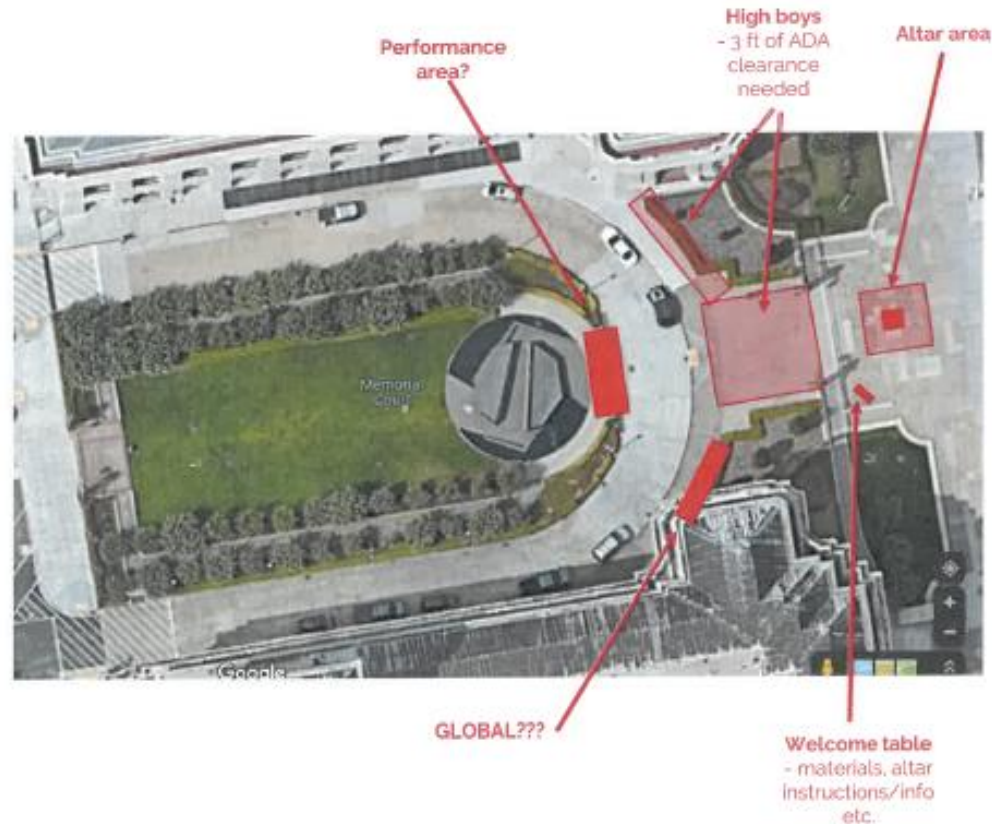 High boys
- 3 ft of ADA
clearance
needed
Altar area
Performance
area?
Memorial
Court
Google
GLOBAL???
Welcome table
- materials, altar
instructions/info
etc.